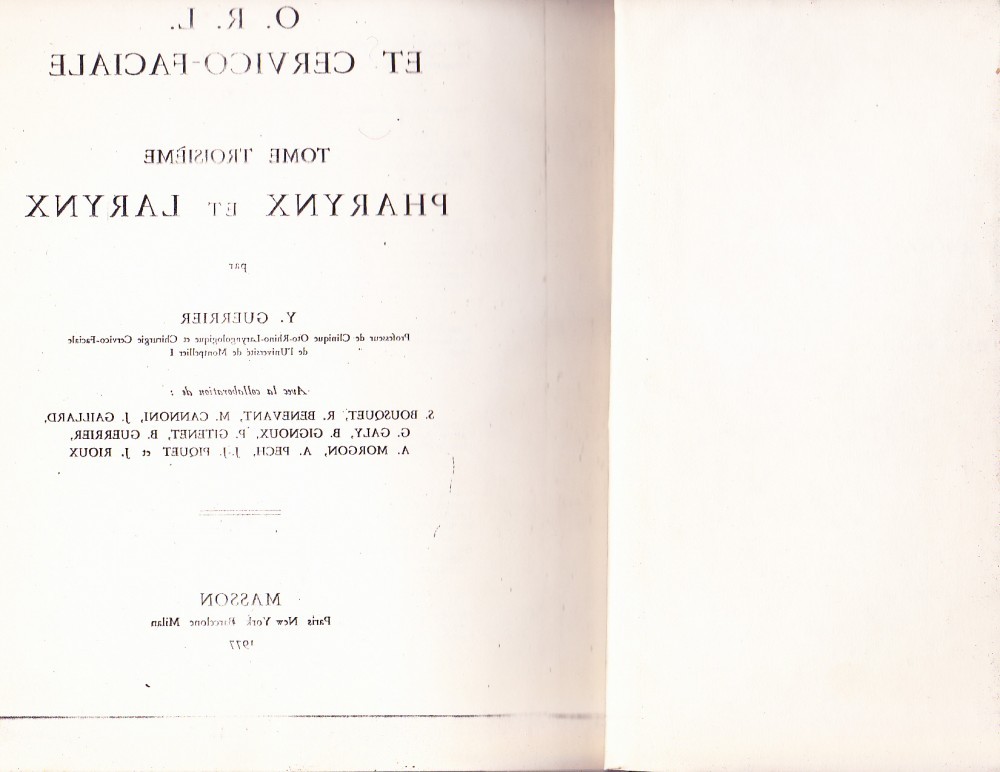 O. R. L.
ET CERVICO-FACIALE
TOME TROISIÈME
PHARYNX ET LARYNX
par
Y. GUERRIER
Professeur de Clinique Oto-Rhino-Laryngologique et Chirurgie Cervico-Faciale
de l'Université de Montpellier I
Avec la collaboration de :
S. BOUSQUET, R. BENEVANT, M. CANNONI, J. GAILLARD,
G. GALY, B. GIGNOUX, P. GITENET, B. GUERRIER,
A. MORGON, A. PECH, J.-J. PIQUET et J. RIOUX
MASSON
Paris New York Barcelone Milan
1977